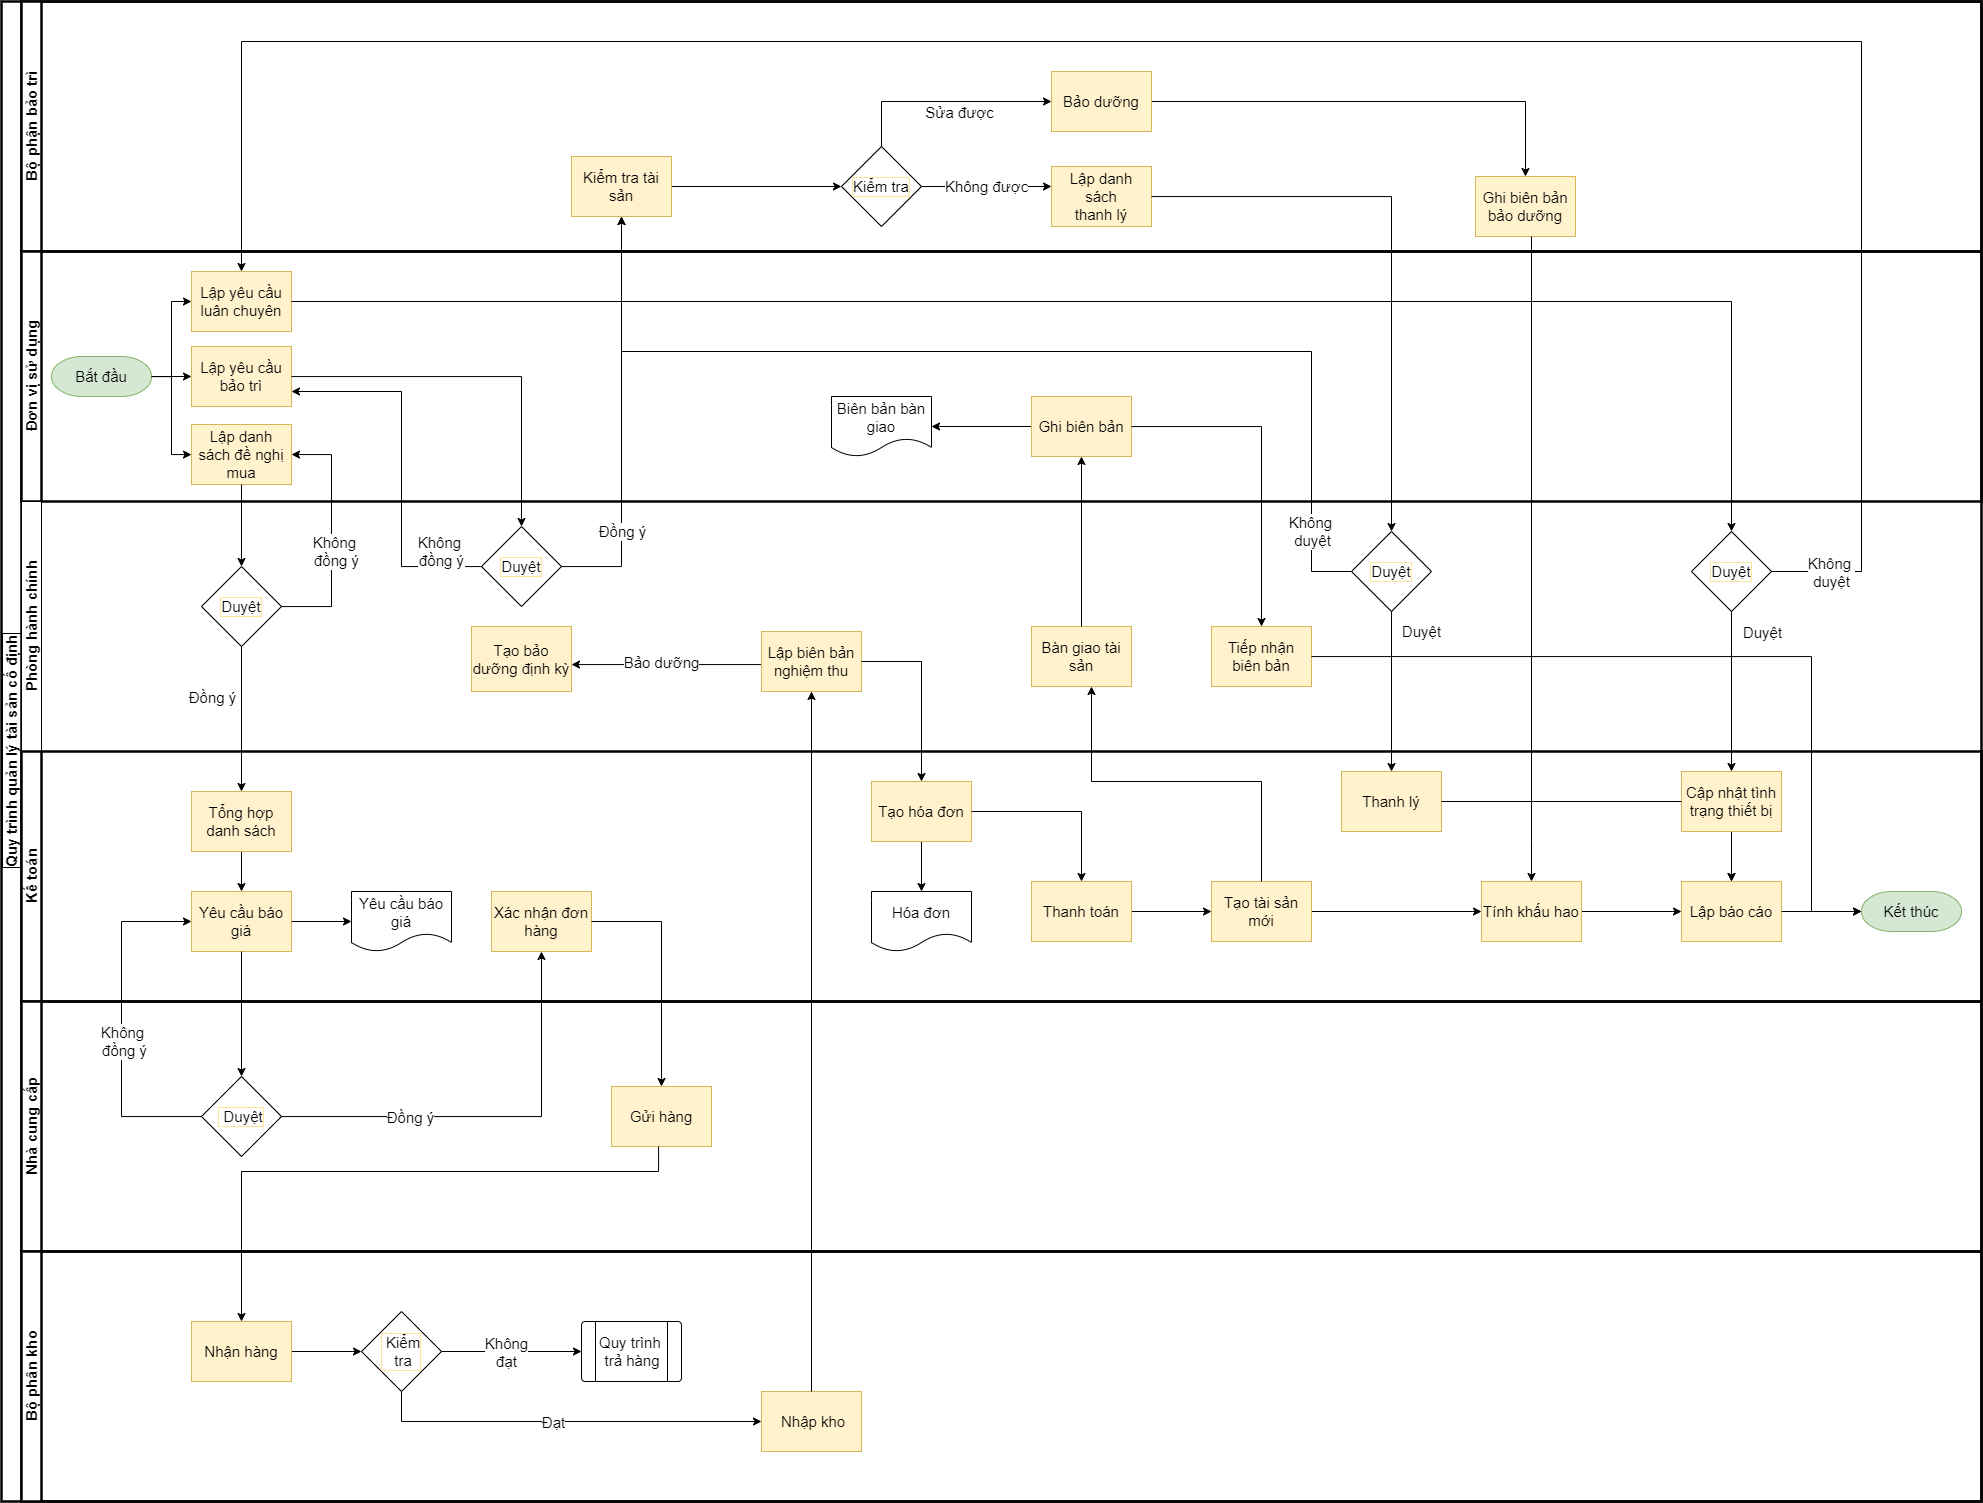 Quy trình quản lý tài sản cố định
Bộ phận bảo trì
Bảo dưỡng
Sửa được
Kiểm tra tài
sản
Kiểm tra
Không được
Lập danh
sách
thanh lý
Ghi biên bản
bảo dưỡng
Đơn vị sử dụng
Lập yêu cầu
luân chuyên
Bắt đầu
Lập yêu cầu
bảo trì
Lập danh
sách đề nghị
mua
Biên bản bàn
giao
Ghi biên bản
Phòng hành chính
Không
đồng ý
Duyệt
Không
đồng ý
Duyệt
Đồng ý
Không
duyệt
Duyệt
Duyệt
Không
duyệt
Duyệt
Duyệt
Tạo bảo
dưỡng định kỳ
Bảo dưỡng
Lập biên bản
nghiệm thu
Bàn giao tài
sản
Tiếp nhận
biên bản
Đồng ý
Kế toán
Tổng hợp
danh sách
Tạo hóa đơn
Thanh lý
Cập nhật tình
trạng thiết bị
Yêu cầu báo
giá
Yêu cầu báo
giá
Xác nhận đơn
hàng
Hóa đơn
Thanh toán
Tạo tài sản
mới
Tính khấu hao
Lập báo cáo
Kết thúc
Nhà cung cấp
Không
đồng ý
Duyệt
Đồng ý
Gửi hàng
Bộ phân kho
Nhận hàng
Kiểm
tra
Không
đạt
Quy trình
trả hàng
Đạt
Nhập kho